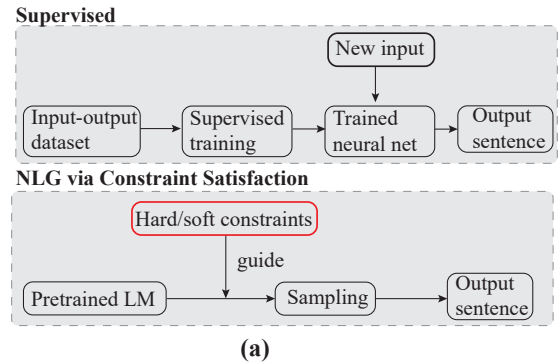 Supervised
New input
Input-output
dataset
Supervised
training
Trained
neural net
Output
sentence
NLG via Constraint Satisfaction
Hard/soft constraints
guide
Pretrained LM
Sampling
Output
sentence
(a)